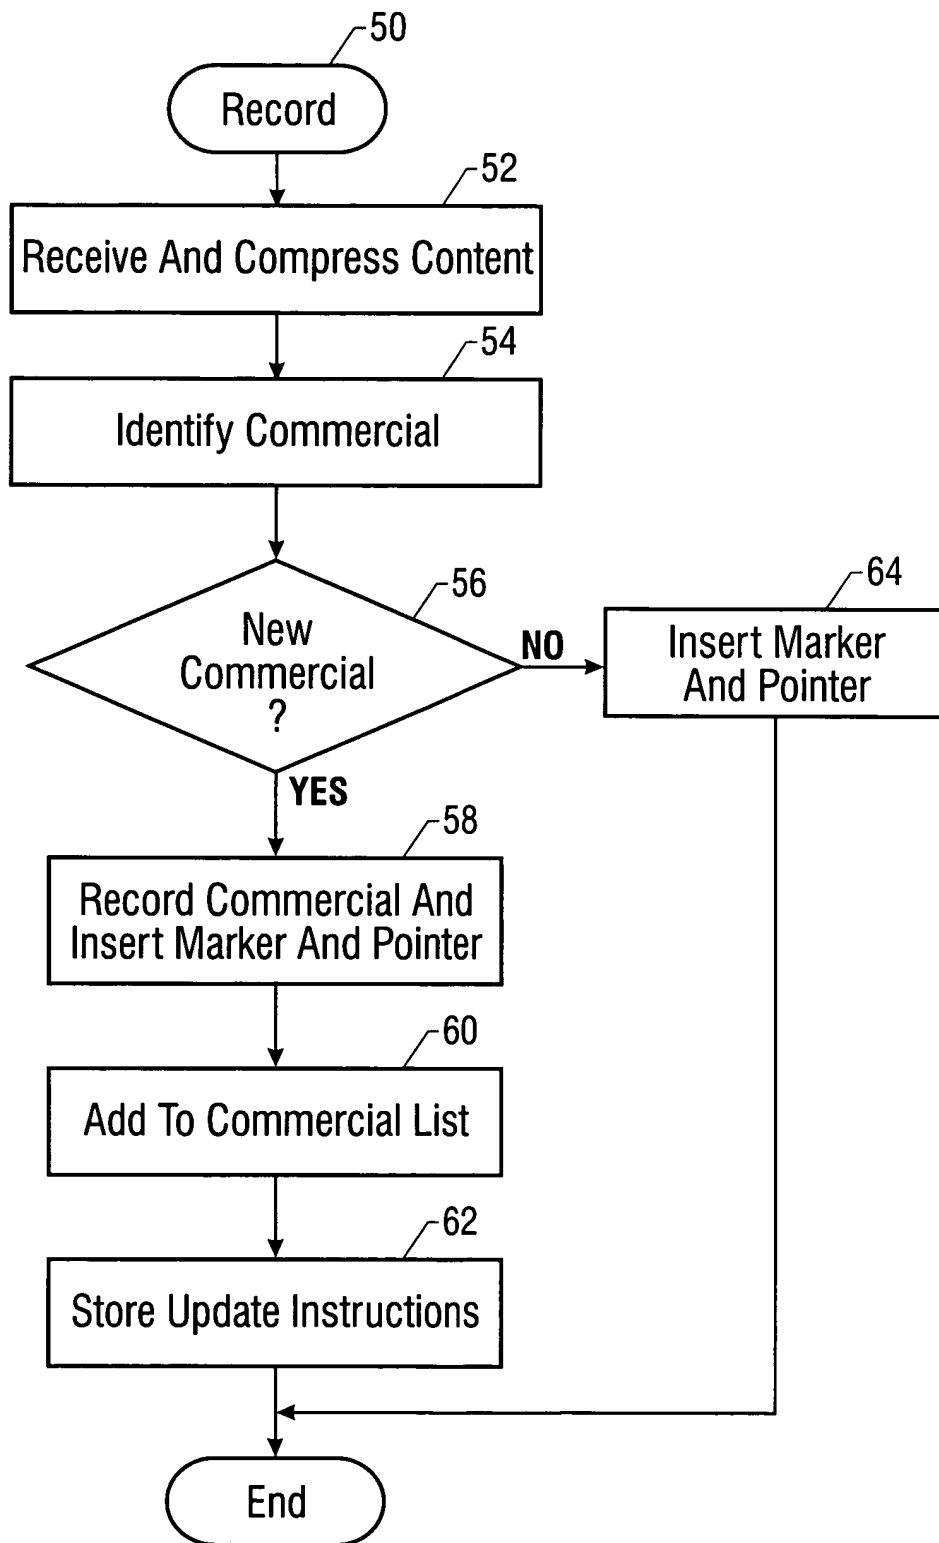 50
Record
52
Receive And Compress Content
54
Identify Commercial
56
New
Commercial
?
NO
64
Insert Marker
And Pointer
YES
58
Record Commercial And
Insert Marker And Pointer
60
Add To Commercial List
62
Store Update Instructions
End